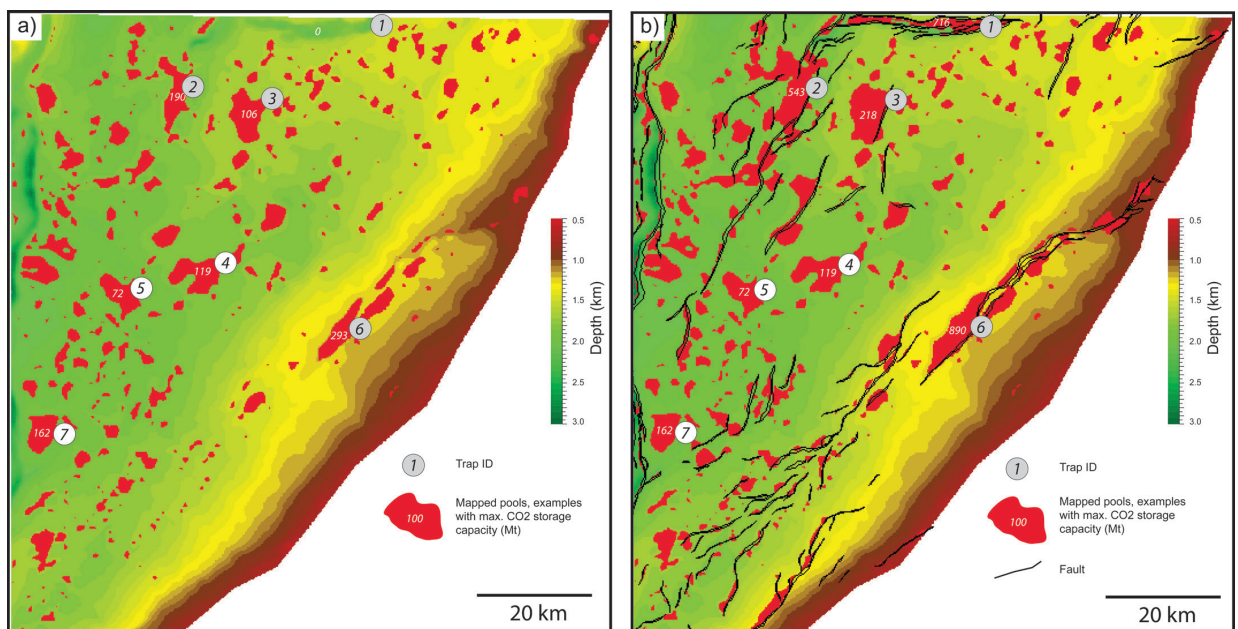 a)
0
1
190
2
106
3
119
4
72
5
293
6
162
7
0.5
1.0
1.5
2.0
2.5
3.0
Depth (km)
1
Trap ID
100
Mapped pools, examples
with max. CO2 storage
capacity (Mt)
20 km
b)
716
1
543
2
218
3
119
4
72
5
890
6
162
7
0.5
1.0
1.5
2.0
2.5
3.0
Depth (km)
1
Trap ID
100
Mapped pools, examples
with max. CO2 storage
capacity (Mt)
Fault
20 km